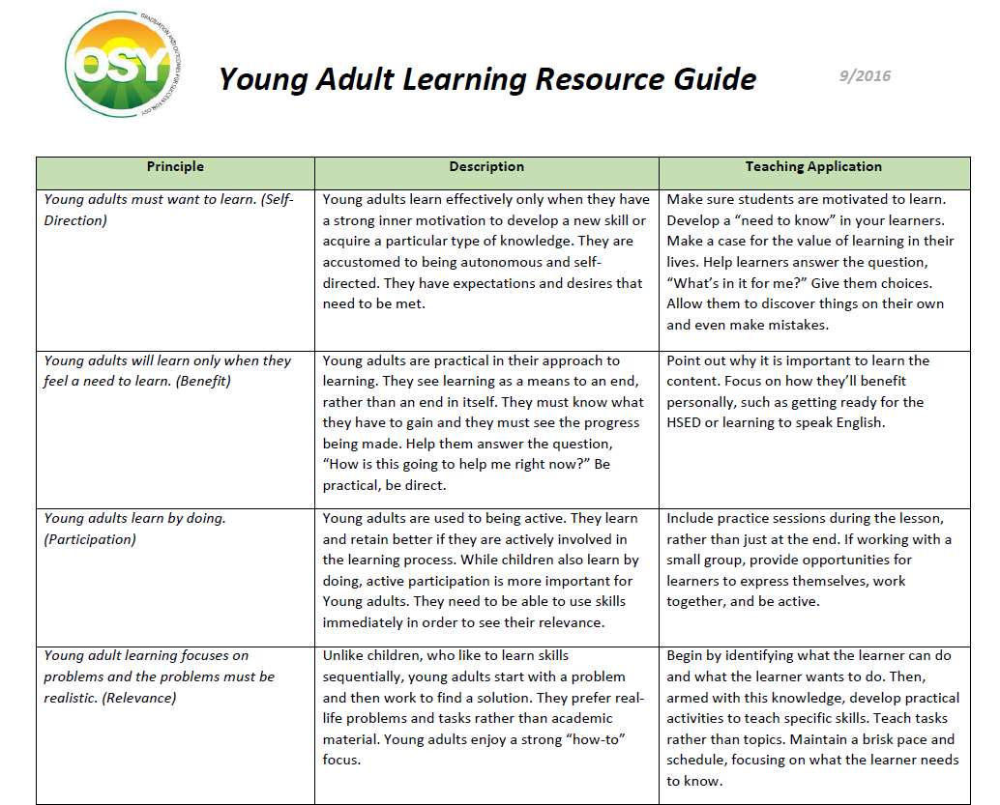 GRADUATION AND OUTCOMES FOR SUCCESS FOR OSY
OSY
Young Adult Learning Resource Guide
9/2016
Principle
Description
Teaching Application
Young adults must want to learn. (Self-
Direction)
Young adults learn effectively only when they have
a strong inner motivation to develop a new skill or
acquire a particular type of knowledge. They are
accustomed to being autonomous and self-
directed. They have expectations and desires that
need to be met.
Make sure students are motivated to learn.
Develop a “need to know” in your learners.
Make a case for the value of learning in their
lives. Help learners answer the question,
“What’s in it for me?” Give them choices.
Allow them to discover things on their own
and even make mistakes.
Young adults will learn only when they
feel a need to learn. (Benefit)
Young adults are practical in their approach to
learning. They see learning as a means to an end,
rather than an end in itself. They must know what
they have to gain and they must see the progress
being made. Help them answer the question,
“How is this going to help me right now?” Be
practical, be direct.
Point out why it is important to learn the
content. Focus on how they’ll benefit
personally, such as getting ready for the
HSED or learning to speak English.
Young adults learn by doing.
(Participation)
Young adults are used to being active. They learn
and retain better if they are actively involved in
the learning process. While children also learn by
doing, active participation is more important for
Young adults. They need to be able to use skills
immediately in order to see their relevance.
Include practice sessions during the lesson,
rather than just at the end. If working with a
small group, provide opportunities for
learners to express themselves, work
together, and be active.
Young adult learning focuses on
problems and the problems must be
realistic. (Relevance)
Unlike children, who like to learn skills
sequentially, young adults start with a problem
and then work to find a solution. They prefer real-
life problems and tasks rather than academic
material. Young adults enjoy a strong “how-to”
focus.
Begin by identifying what the learner can do
and what the learner wants to do. Then,
armed with this knowledge, develop practical
activities to teach specific skills. Teach tasks
rather than topics. Maintain a brisk pace and
schedule, focusing on what the learner needs
to know.